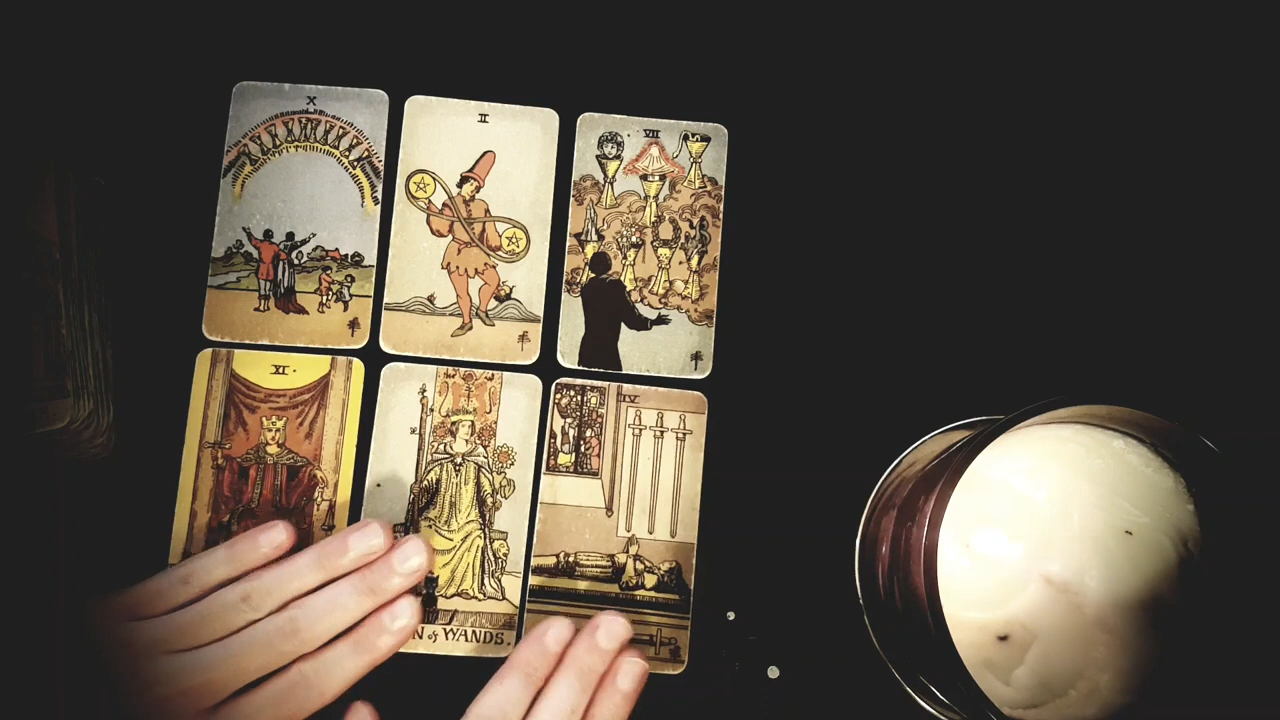 X
II
VII
XI.
IV
N of WANDS.